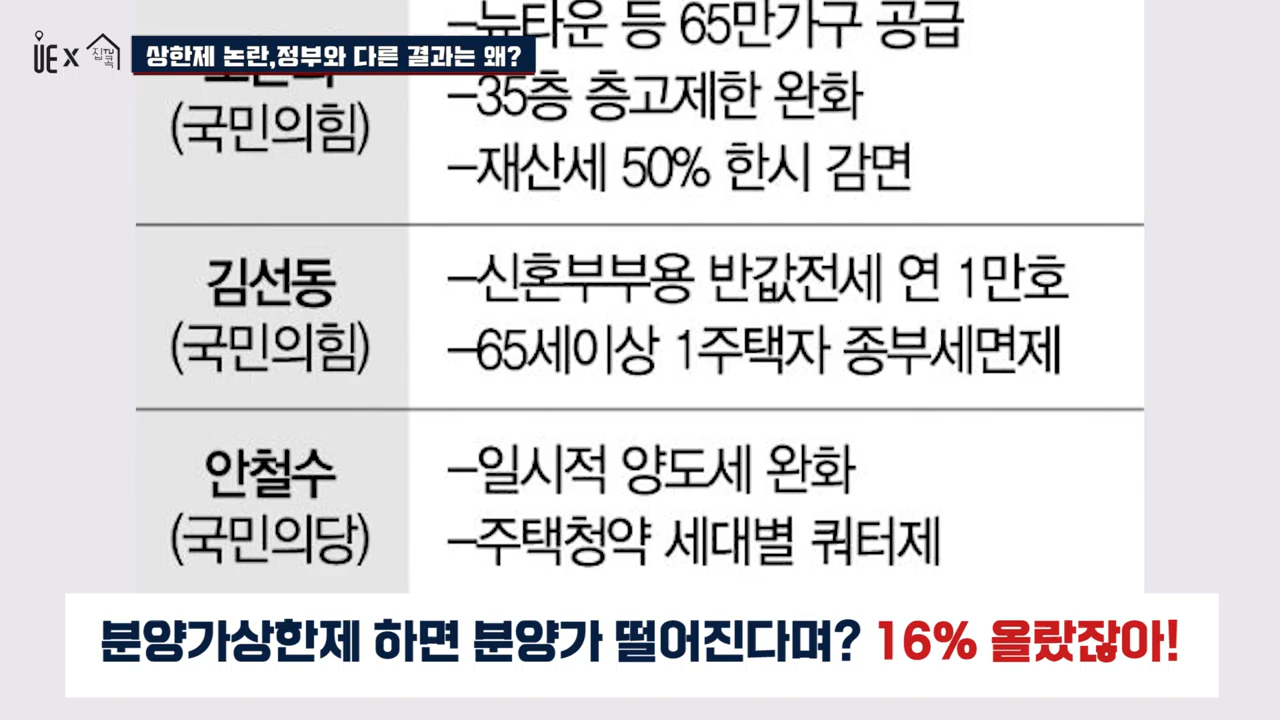 UE X 집콕TV
상한제 논란,정부와 다른 결과는 왜?
(국민의힘)
–뉴타운 등 65만가구 공급
–35층 층고제한 완화
–재산세 50% 한시 감면
김선동
(국민의힘)
–신혼부부용 반값전세 연 1만호
–65세이상 1주택자 종부세면제
안철수
(국민의당)
–일시적 양도세 완화
–주택청약 세대별 쿼터제
분양가상한제 하면 분양가 떨어진다며? 16% 올랐잖아!